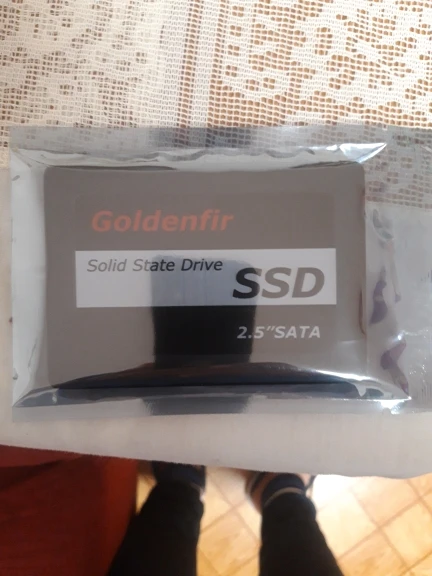 Goldenfir
Solid State Drive
SSD
2.5"SATA